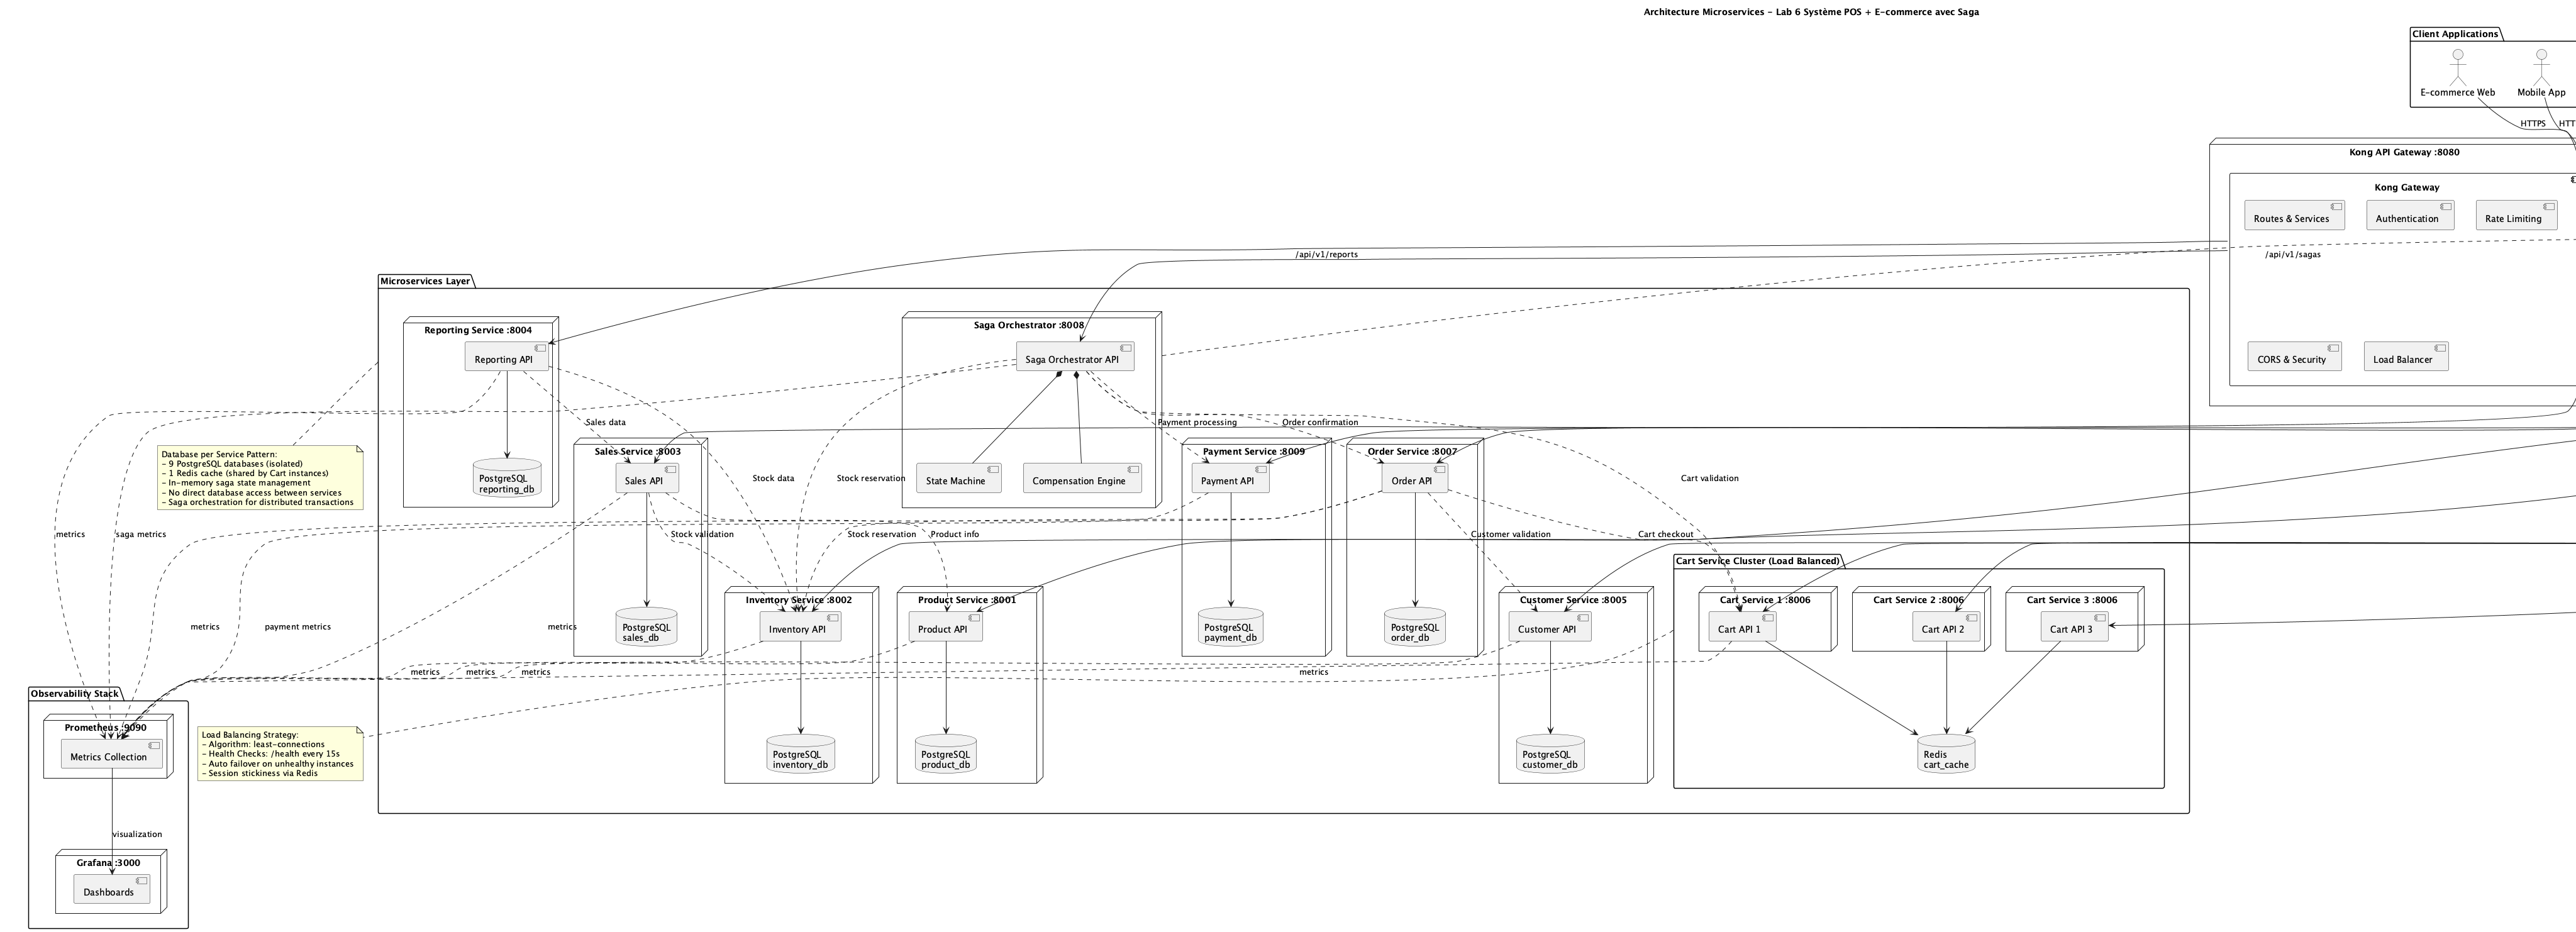 Architecture Microservices - Lab 6 Système POS + E-commerce avec Saga
Client Applications
E-commerce Web
Mobile App
HTTPS
HTT
Kong API Gateway :8080
Kong Gateway
Routes & Services
Authentication
Rate Limiting
CORS & Security
Load Balancer
/api/v1/reports
/api/v1/sagas
Microservices Layer
Reporting Service :8004
Reporting API
PostgreSQL
reporting_db
Saga Orchestrator :8008
Saga Orchestrator API
State Machine
Compensation Engine
Sales data
Stock data
Stock reservation
Payment processing
Order confirmation
Cart validation
Database per Service Pattern:
- 9 PostgreSQL databases (isolated)
- 1 Redis cache (shared by Cart instances)
- In-memory saga state management
- No direct database access between services
- Saga orchestration for distributed transactions
Sales Service :8003
Sales API
PostgreSQL
sales_db
Payment Service :8009
Payment API
PostgreSQL
payment_db
Order Service :8007
Order API
PostgreSQL
order_db
metrics
saga metrics
Stock validation
Stock reservation
Product info
Customer validation
Cart checkout
Inventory Service :8002
Inventory API
PostgreSQL
inventory_db
Product Service :8001
Product API
PostgreSQL
product_db
Customer Service :8005
Customer API
PostgreSQL
customer_db
Cart Service Cluster (Load Balanced)
Cart Service 1 :8006
Cart API 1
Cart Service 2 :8006
Cart API 2
Cart Service 3 :8006
Cart API 3
Redis
cart_cache
metrics
payment metrics
metrics
metrics
metrics
metrics
metrics
Observability Stack
Prometheus :9090
Metrics Collection
visualization
Grafana :3000
Dashboards
Load Balancing Strategy:
- Algorithm: least-connections
- Health Checks: /health every 15s
- Auto failover on unhealthy instances
- Session stickiness via Redis